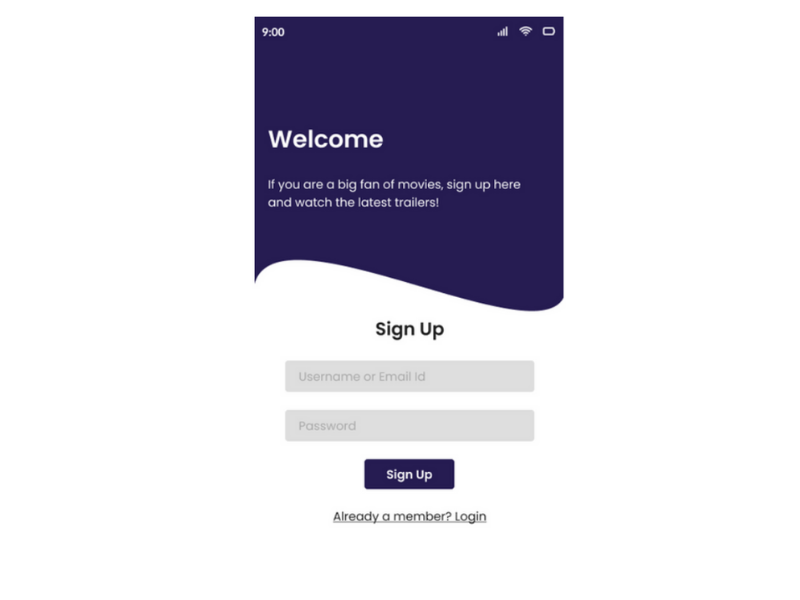 9:00
Welcome
If you are a big fan of movies, sign up here
and watch the latest trailers!
Sign Up
Username or Email Id
Password
Sign Up
Already a member? Login